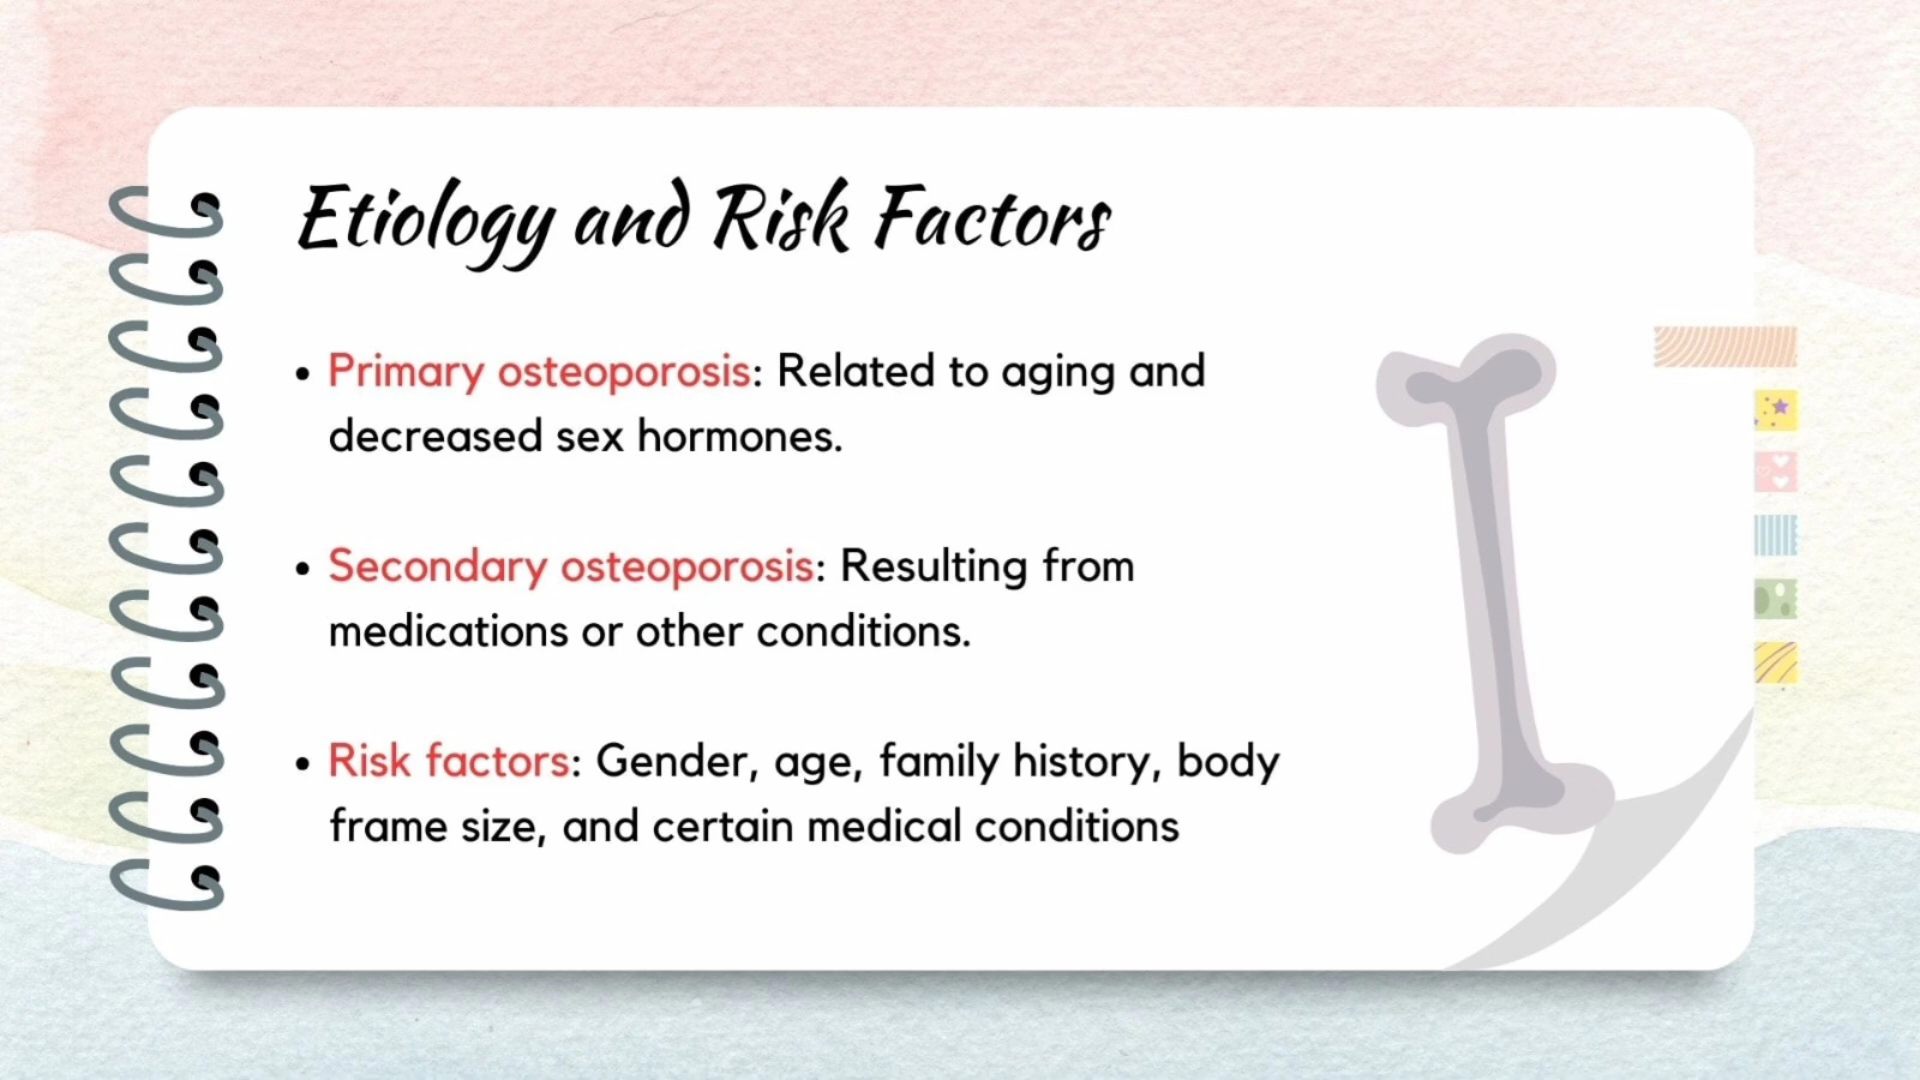 Etiology and Risk Factors
• Primary osteoporosis: Related to aging and
decreased sex hormones.
• Secondary osteoporosis: Resulting from
medications or other conditions.
• Risk factors: Gender, age, family history, body
frame size, and certain medical conditions